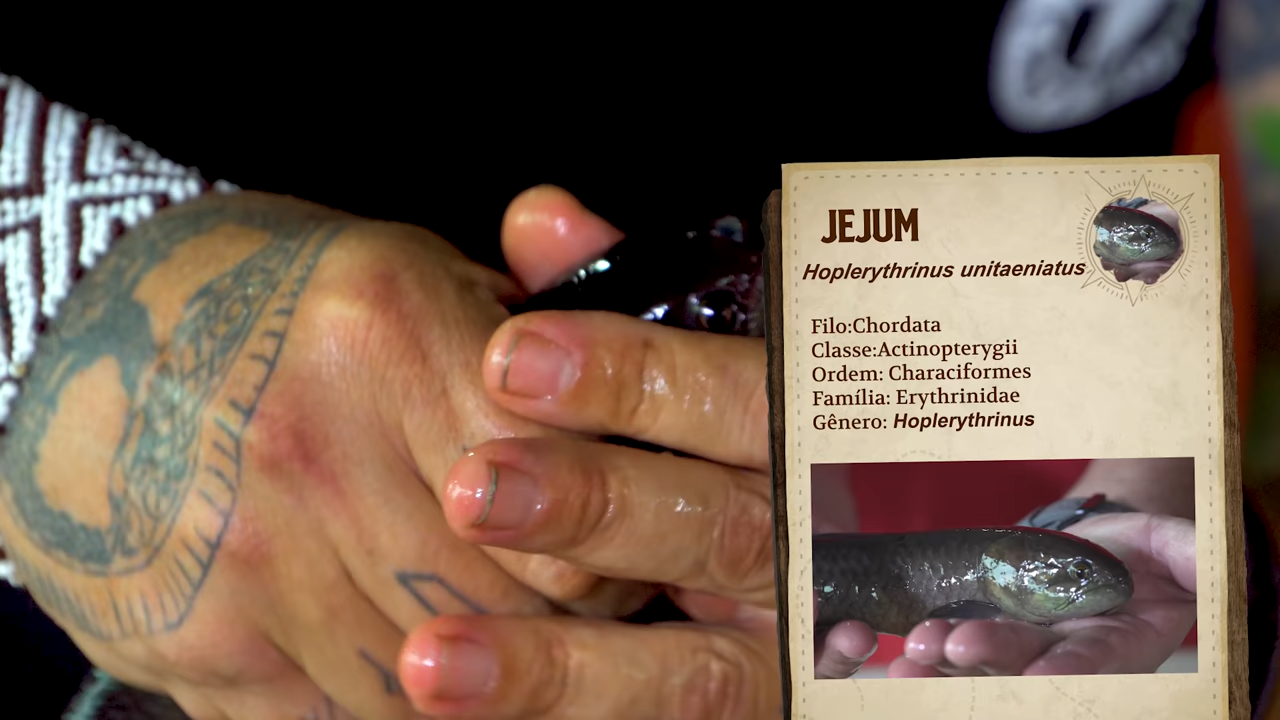 JEJUM
Hoplerythrinus unitaeniatus
Filo:Chordata
Classe:Actinopterygii
Ordem: Characiformes
Família: Erythrinidae
Gênero: Hoplerythrinus